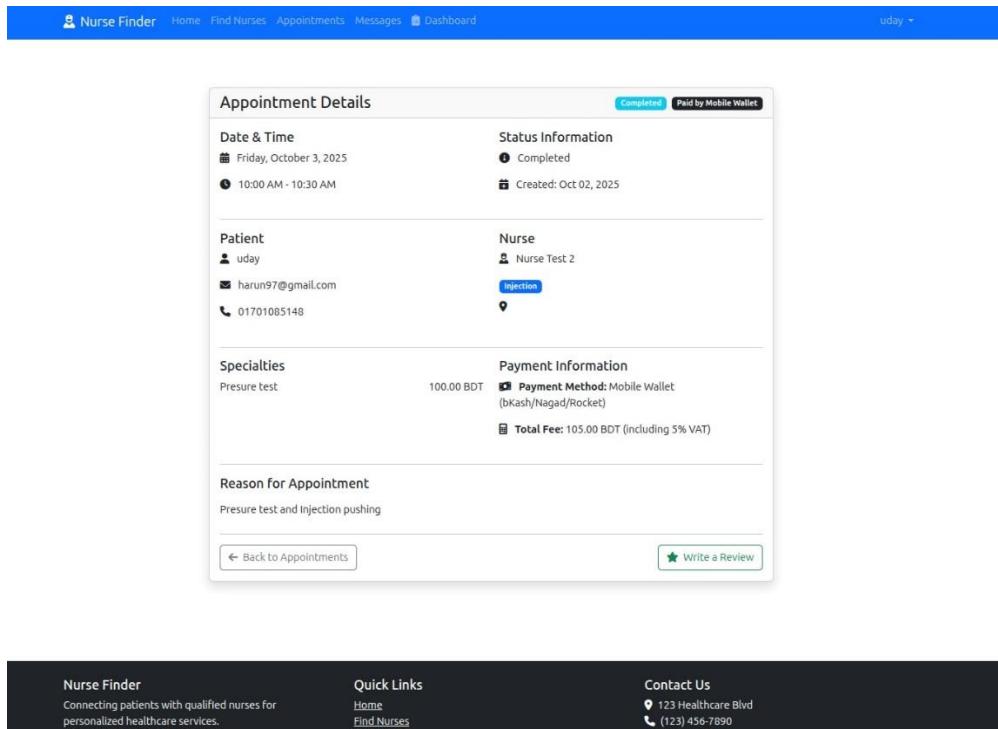 Nurse Finder Home Find Nurses Appointments Messages Dashboard uday
Appointment Details Completed Paid by Mobile Wallet
Date & Time
Friday, October 3, 2025
10:00 AM - 10:30 AM
Status Information
Completed
Created: Oct 02, 2025
Patient
uday
harun97@gmail.com
01701085148
Nurse
Nurse Test 2
Injection
Specialties
Presure test 100.00 BDT
Payment Information
Payment Method: Mobile Wallet
(bKash/Nagad/Rocket)
Total Fee: 105.00 BDT (including 5% VAT)
Reason for Appointment
Presure test and Injection pushing
Back to Appointments Write a Review
Nurse Finder
Connecting patients with qualified nurses for
personalized healthcare services.
Quick Links
Home
Find Nurses
Contact Us
123 Healthcare Blvd
(123) 456-7890